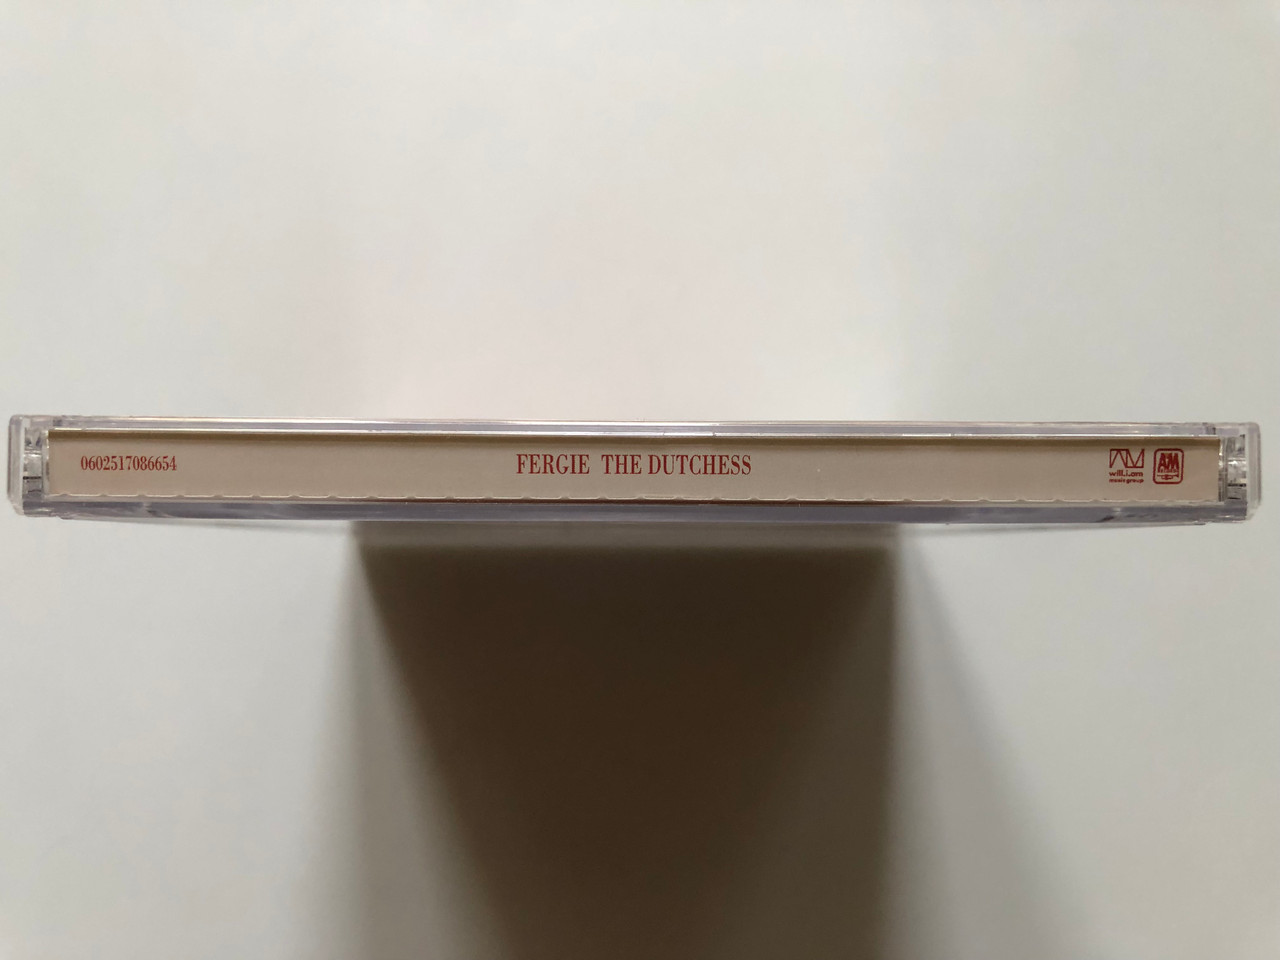 0602517086654
FERGIE THE DUTCHESS
will.i.am
music group
A&M